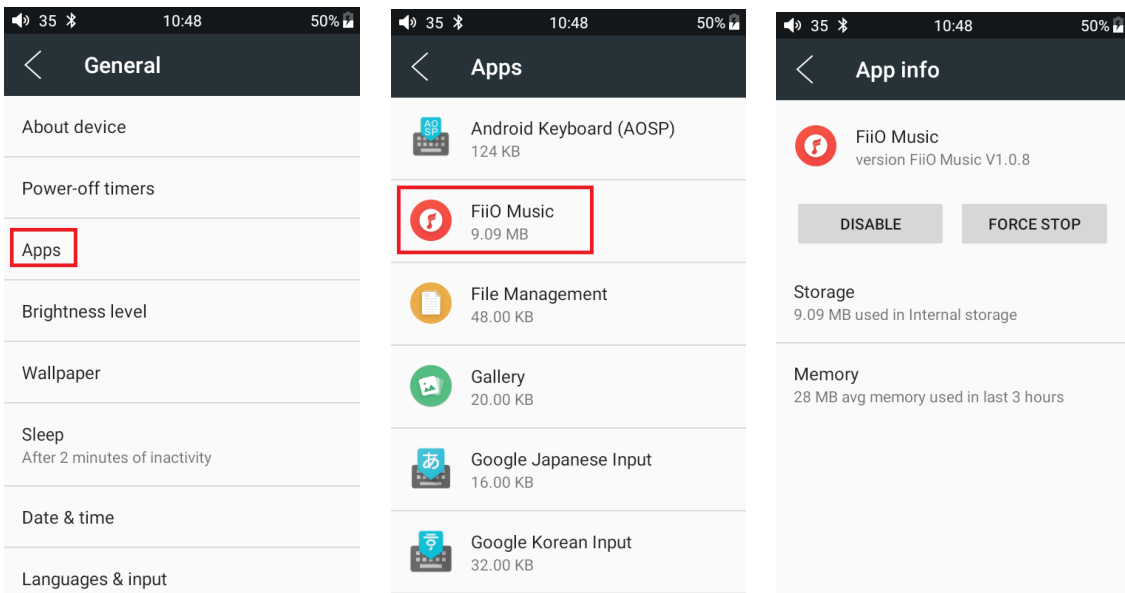 35 10:48 50%
General
About device
Power-off timers
Apps
Brightness level
Wallpaper
Sleep
After 2 minutes of inactivity
Date & time
Languages & input
35 10:48 50%
Apps
AO
SP
Android Keyboard (AOSP)
124 KB
FiiO Music
9.09 MB
File Management
48.00 KB
Gallery
20.00 KB
あ
Google Japanese Input
16.00 KB
ㅎ
Google Korean Input
32.00 KB
35 10:48 50%
App info
FiiO Music
version FiiO Music V1.0.8
DISABLE FORCE STOP
Storage
9.09 MB used in Internal storage
Memory
28 MB avg memory used in last 3 hours